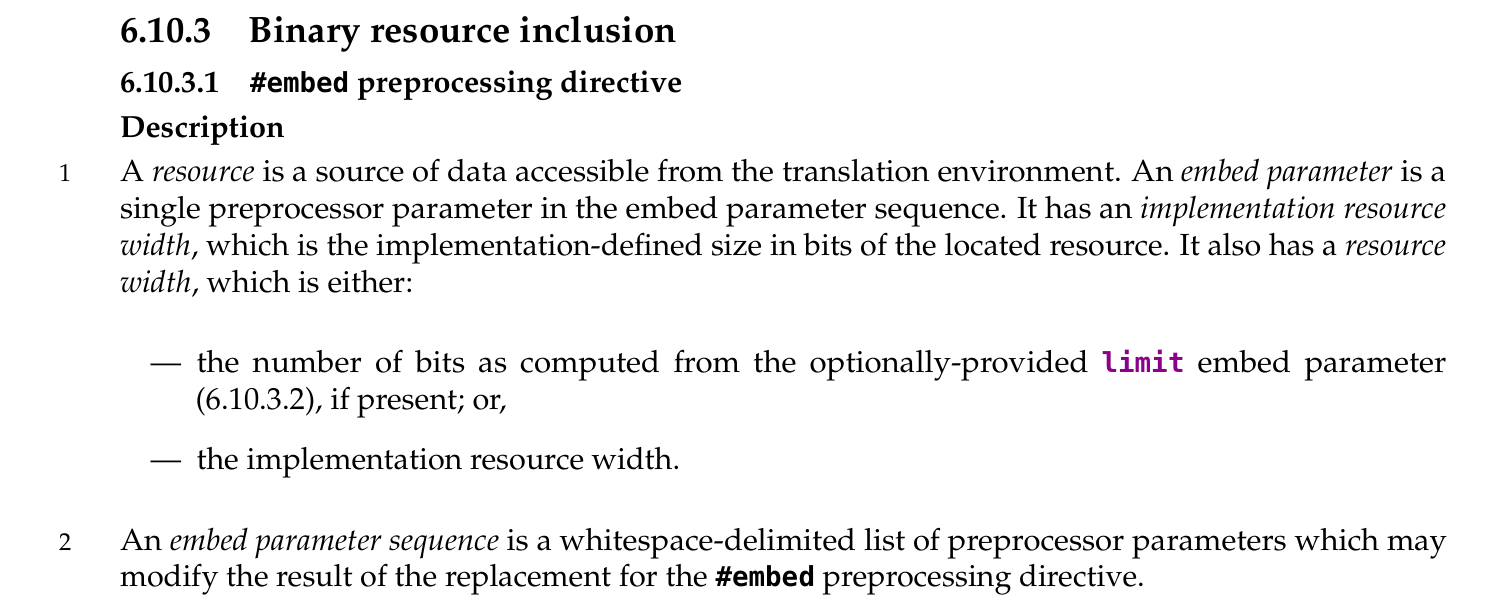 6.10.3 Binary resource inclusion
6.10.3.1 #embed preprocessing directive
Description
1 A resource is a source of data accessible from the translation environment. An embed parameter is a
single preprocessor parameter in the embed parameter sequence. It has an implementation resource
width, which is the implementation-defined size in bits of the located resource. It also has a resource
width, which is either:
— the number of bits as computed from the optionally-provided limit embed parameter
(6.10.3.2), if present; or,
— the implementation resource width.
2 An embed parameter sequence is a whitespace-delimited list of preprocessor parameters which may
modify the result of the replacement for the #embed preprocessing directive.